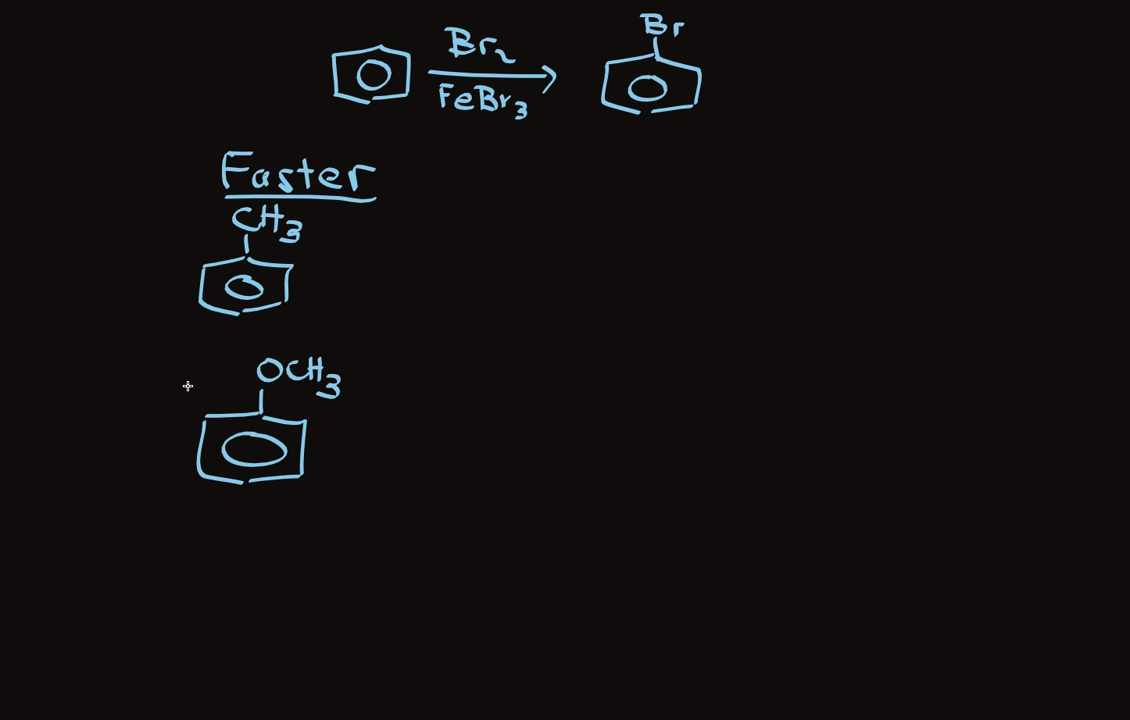 Br
Br₂
FeBr₃
Faster
CH₃
OCH₃